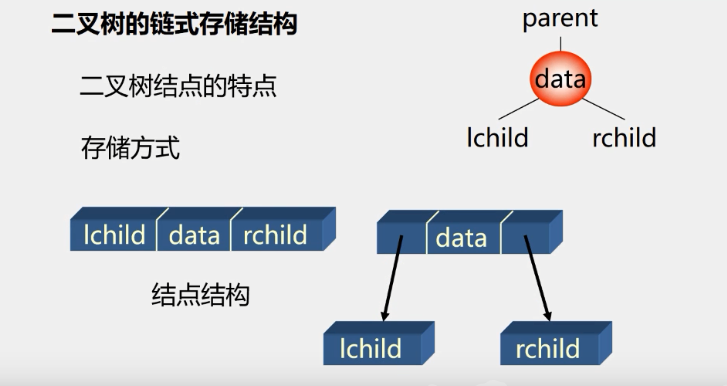 二叉树的链式存储结构
parent
二叉树结点的特点
data
存储方式
lchild rchild
lchild data rchild
data
结点结构
lchild rchild